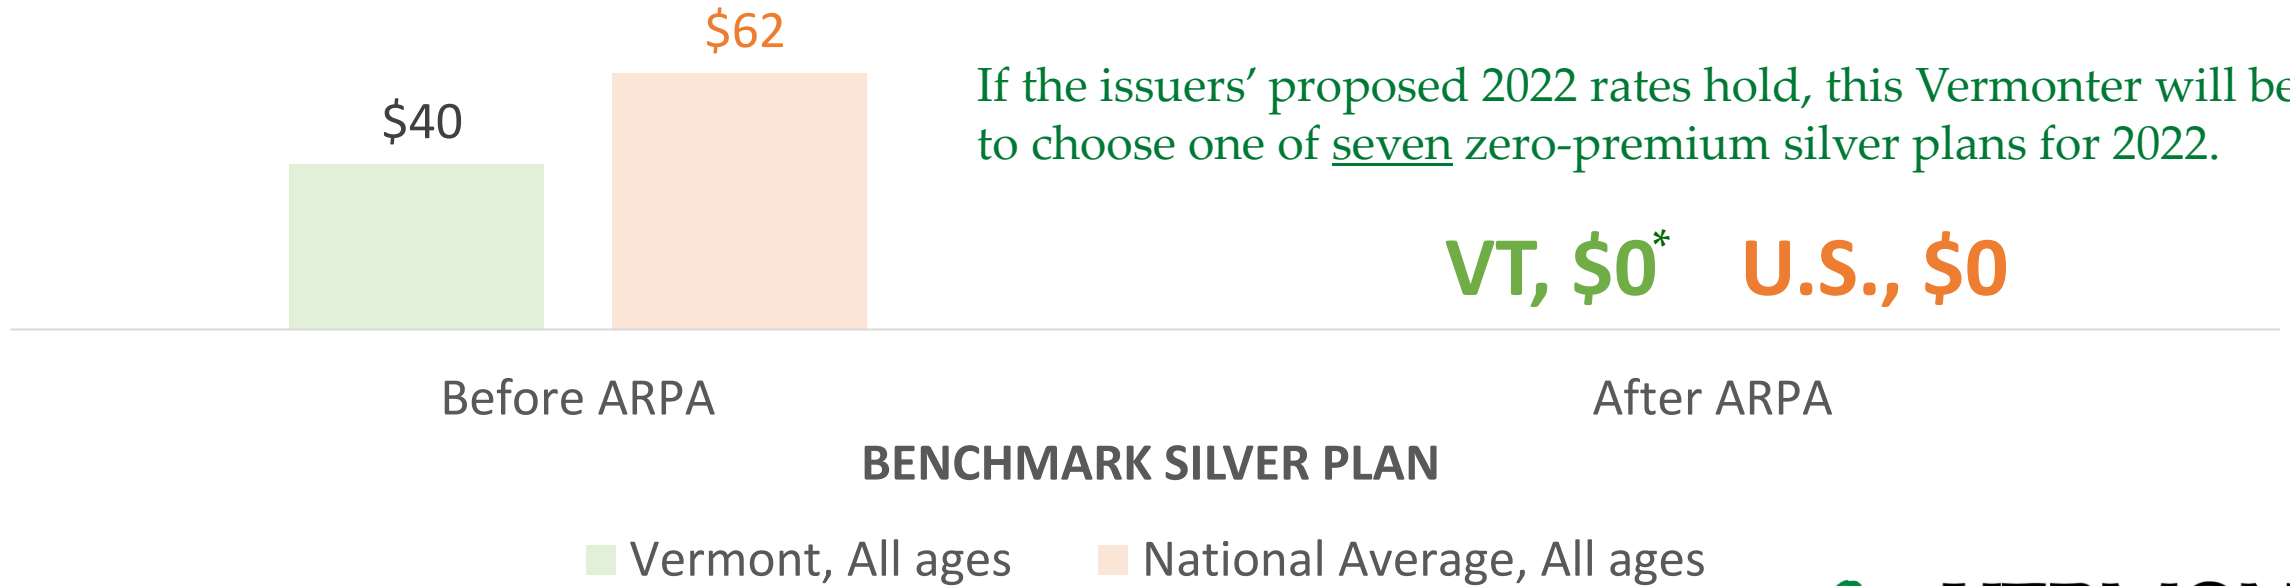 $62
$40
If the issuers’ proposed 2022 rates hold, this Vermonter will be
to choose one of seven zero-premium silver plans for 2022.
VT, $0* U.S., $0
Before ARPA After ARPA
BENCHMARK SILVER PLAN
Vermont, All ages National Average, All ages